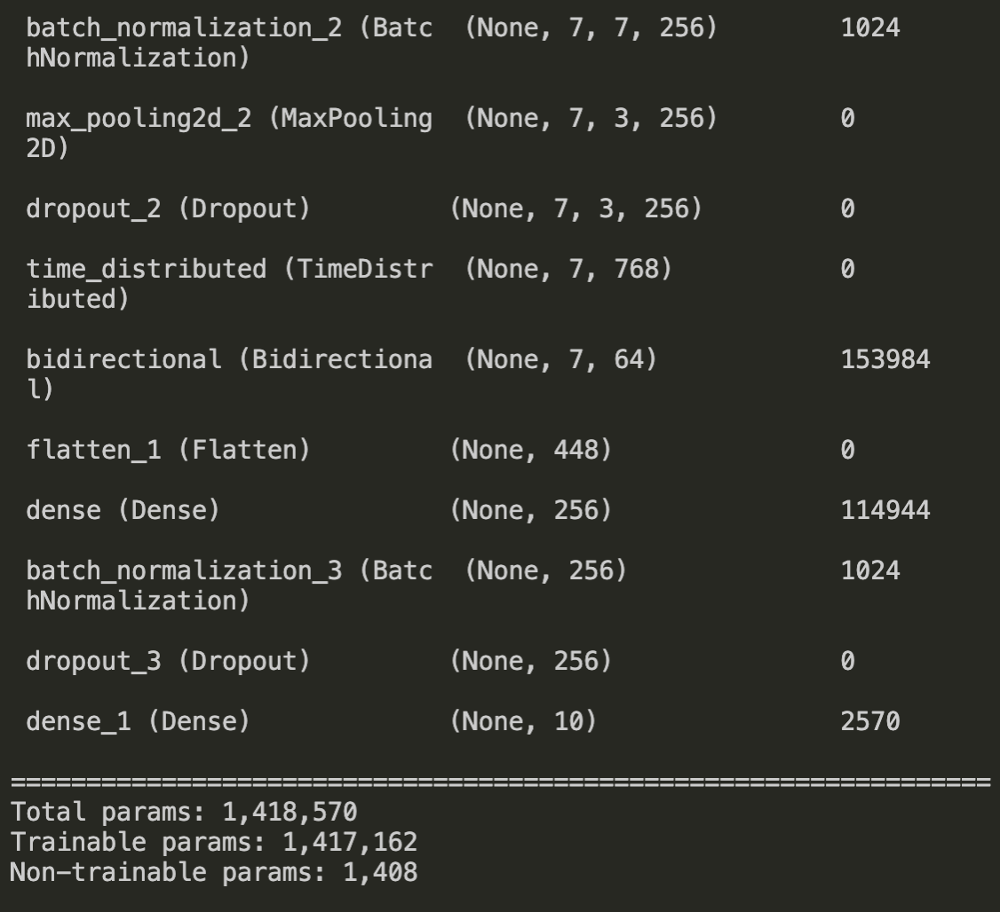 batch_normalization_2 (Batc  (None, 7, 7, 256)        1024
hNormalization)
max_pooling2d_2 (MaxPooling  (None, 7, 3, 256)        0
2D)
dropout_2 (Dropout)         (None, 7, 3, 256)         0
time_distributed (TimeDistr  (None, 7, 768)           0
ibuted)
bidirectional (Bidirectiona  (None, 7, 64)            153984
l)
flatten_1 (Flatten)         (None, 448)               0
dense (Dense)               (None, 256)               114944
batch_normalization_3 (Batc  (None, 256)              1024
hNormalization)
dropout_3 (Dropout)         (None, 256)               0
dense_1 (Dense)             (None, 10)                2570
=================================================================
Total params: 1,418,570
Trainable params: 1,417,162
Non-trainable params: 1,408